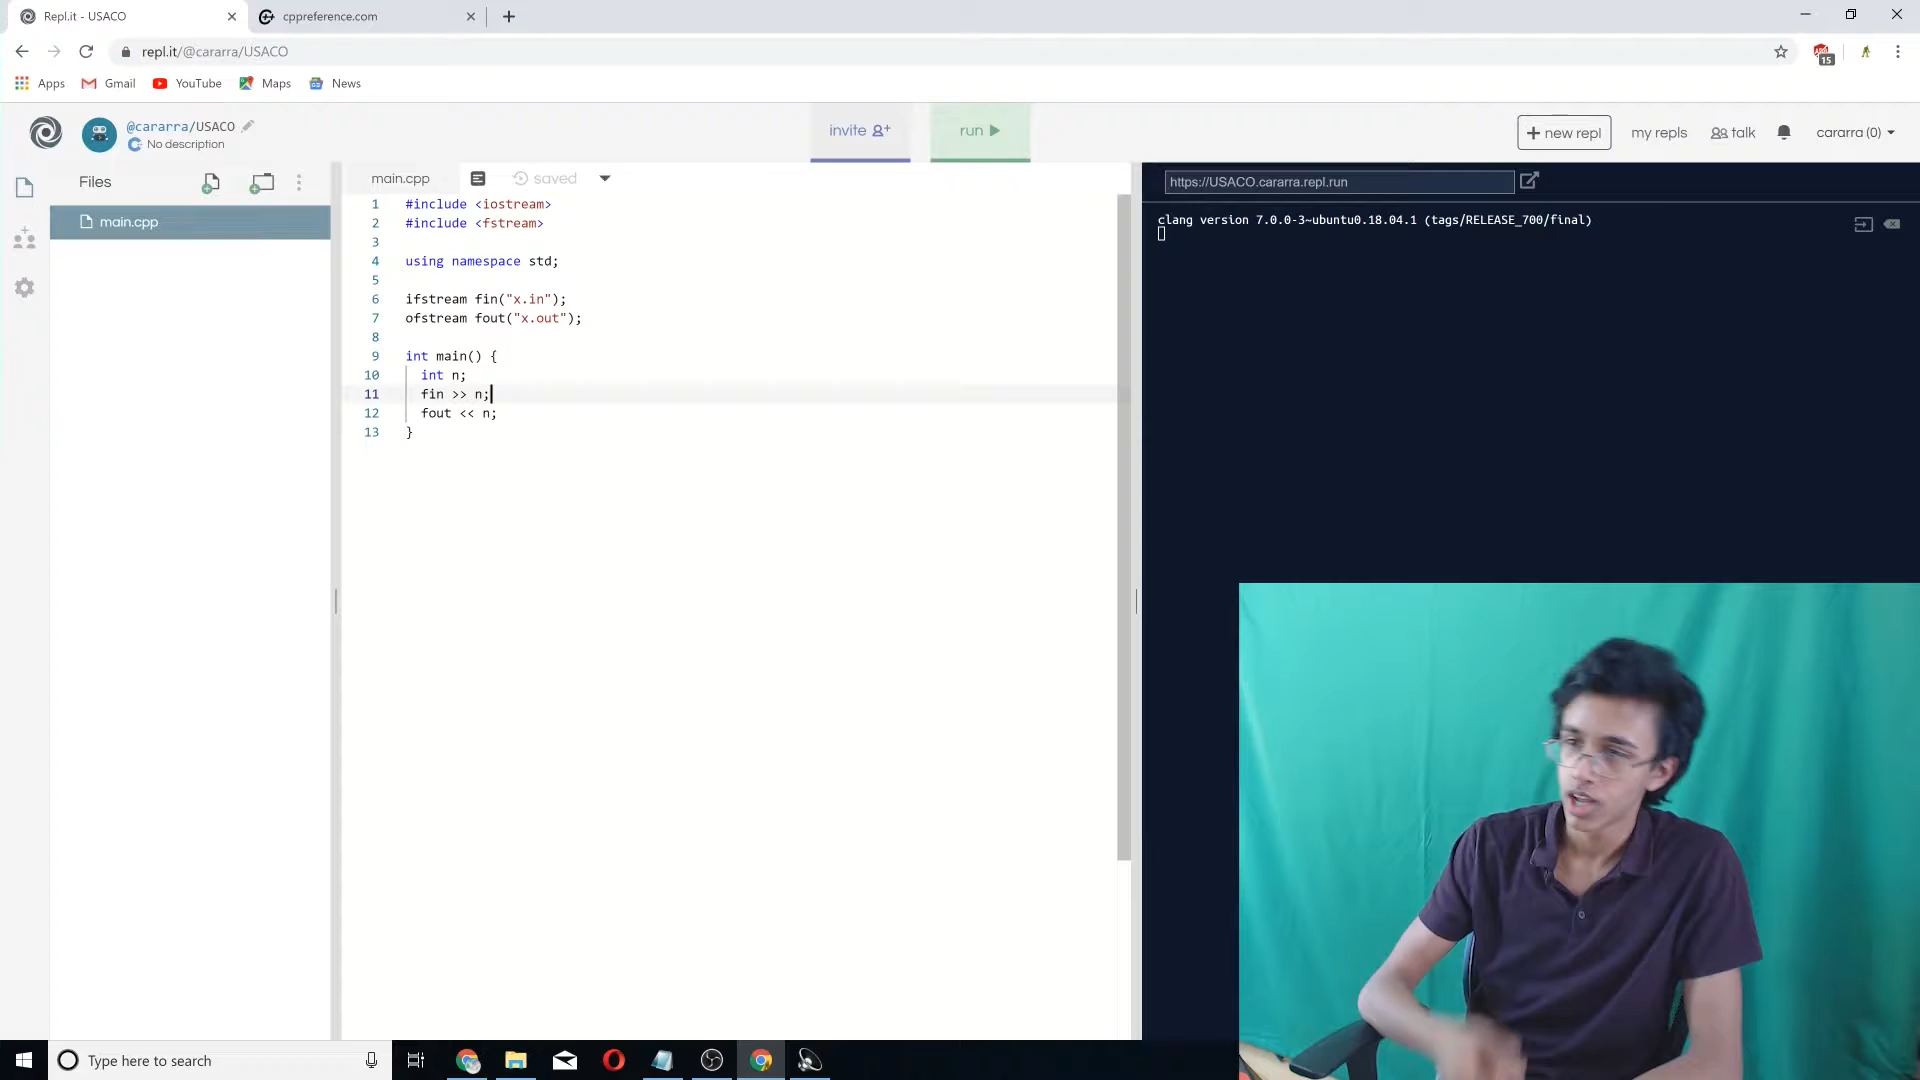 Repl.it - USACO
cppreference.com
repl.it/@cararra/USACO
15
Apps
Gmail
YouTube
Maps
News
@cararra/USACO
No description
invite
run
+ new repl
my repls
talk
cararra (0)
Files
main.cpp
main.cpp
saved
1 #include <iostream>
2 #include <fstream>
3
4 using namespace std;
5
6 ifstream fin("x.in");
7 ofstream fout("x.out");
8
9 int main() {
10 int n;
11 fin >> n;
12 fout << n;
13 }
https://USACO.cararra.repl.run
clang version 7.0.0-3~ubuntu0.18.04.1 (tags/RELEASE_700/final)
Type here to search